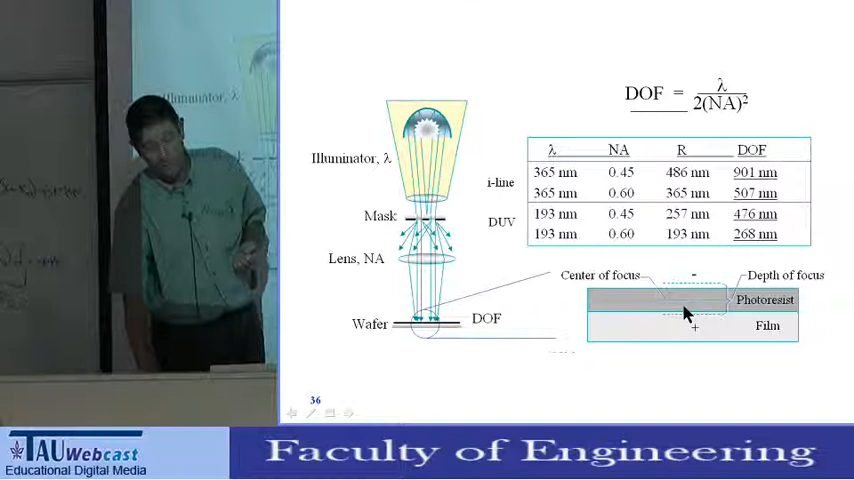 Illuminator, λ
DOF = λ
2(NA)²
λ NA R DOF
i-line
365 nm 0.45 486 nm 901 nm
365 nm 0.60 365 nm 507 nm
DUV
193 nm 0.45 257 nm 476 nm
193 nm 0.60 193 nm 268 nm
Illuminator, λ
Mask
Lens, NA
Wafer
DOF
Center of focus
-
Depth of focus
Photoresist
+
Film
36
TAU Webcast
Educational Digital Media
Faculty of Engineering